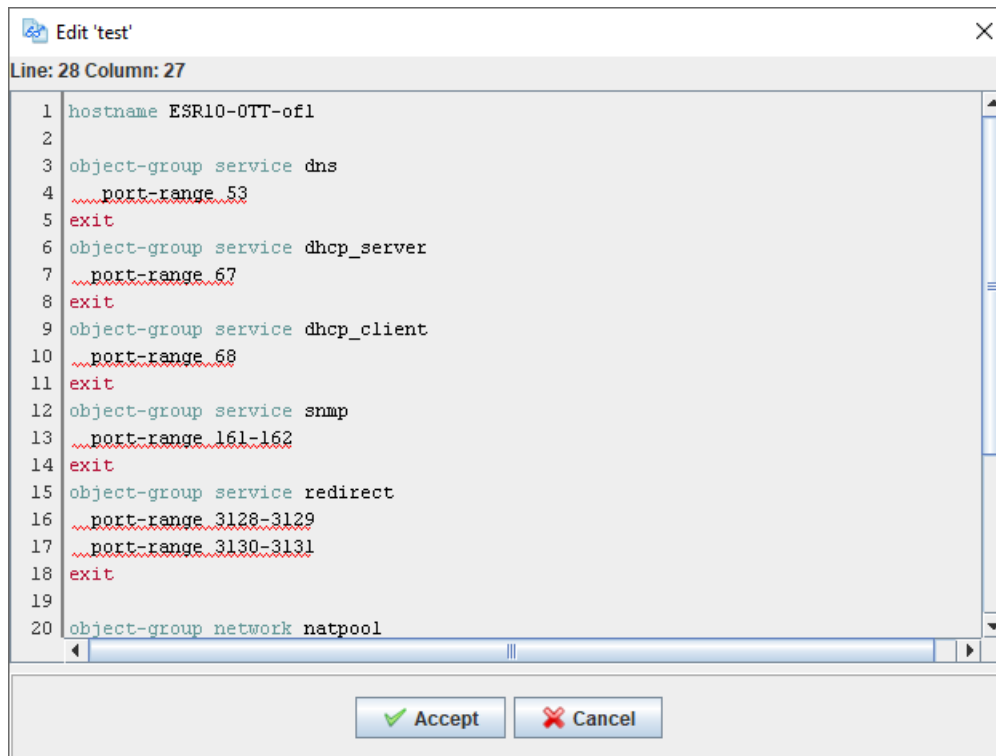 Edit 'test'
Line: 28 Column: 27
1 hostname ESR10-OTT-of1
2
3 object-group service dns
4    port-range 53
5 exit
6 object-group service dhcp_server
7   port-range 67
8 exit
9 object-group service dhcp_client
10   port-range 68
11 exit
12 object-group service snmp
13   port-range 161-162
14 exit
15 object-group service redirect
16   port-range 3128-3129
17   port-range 3130-3131
18 exit
19
20 object-group network natpool
Accept Cancel